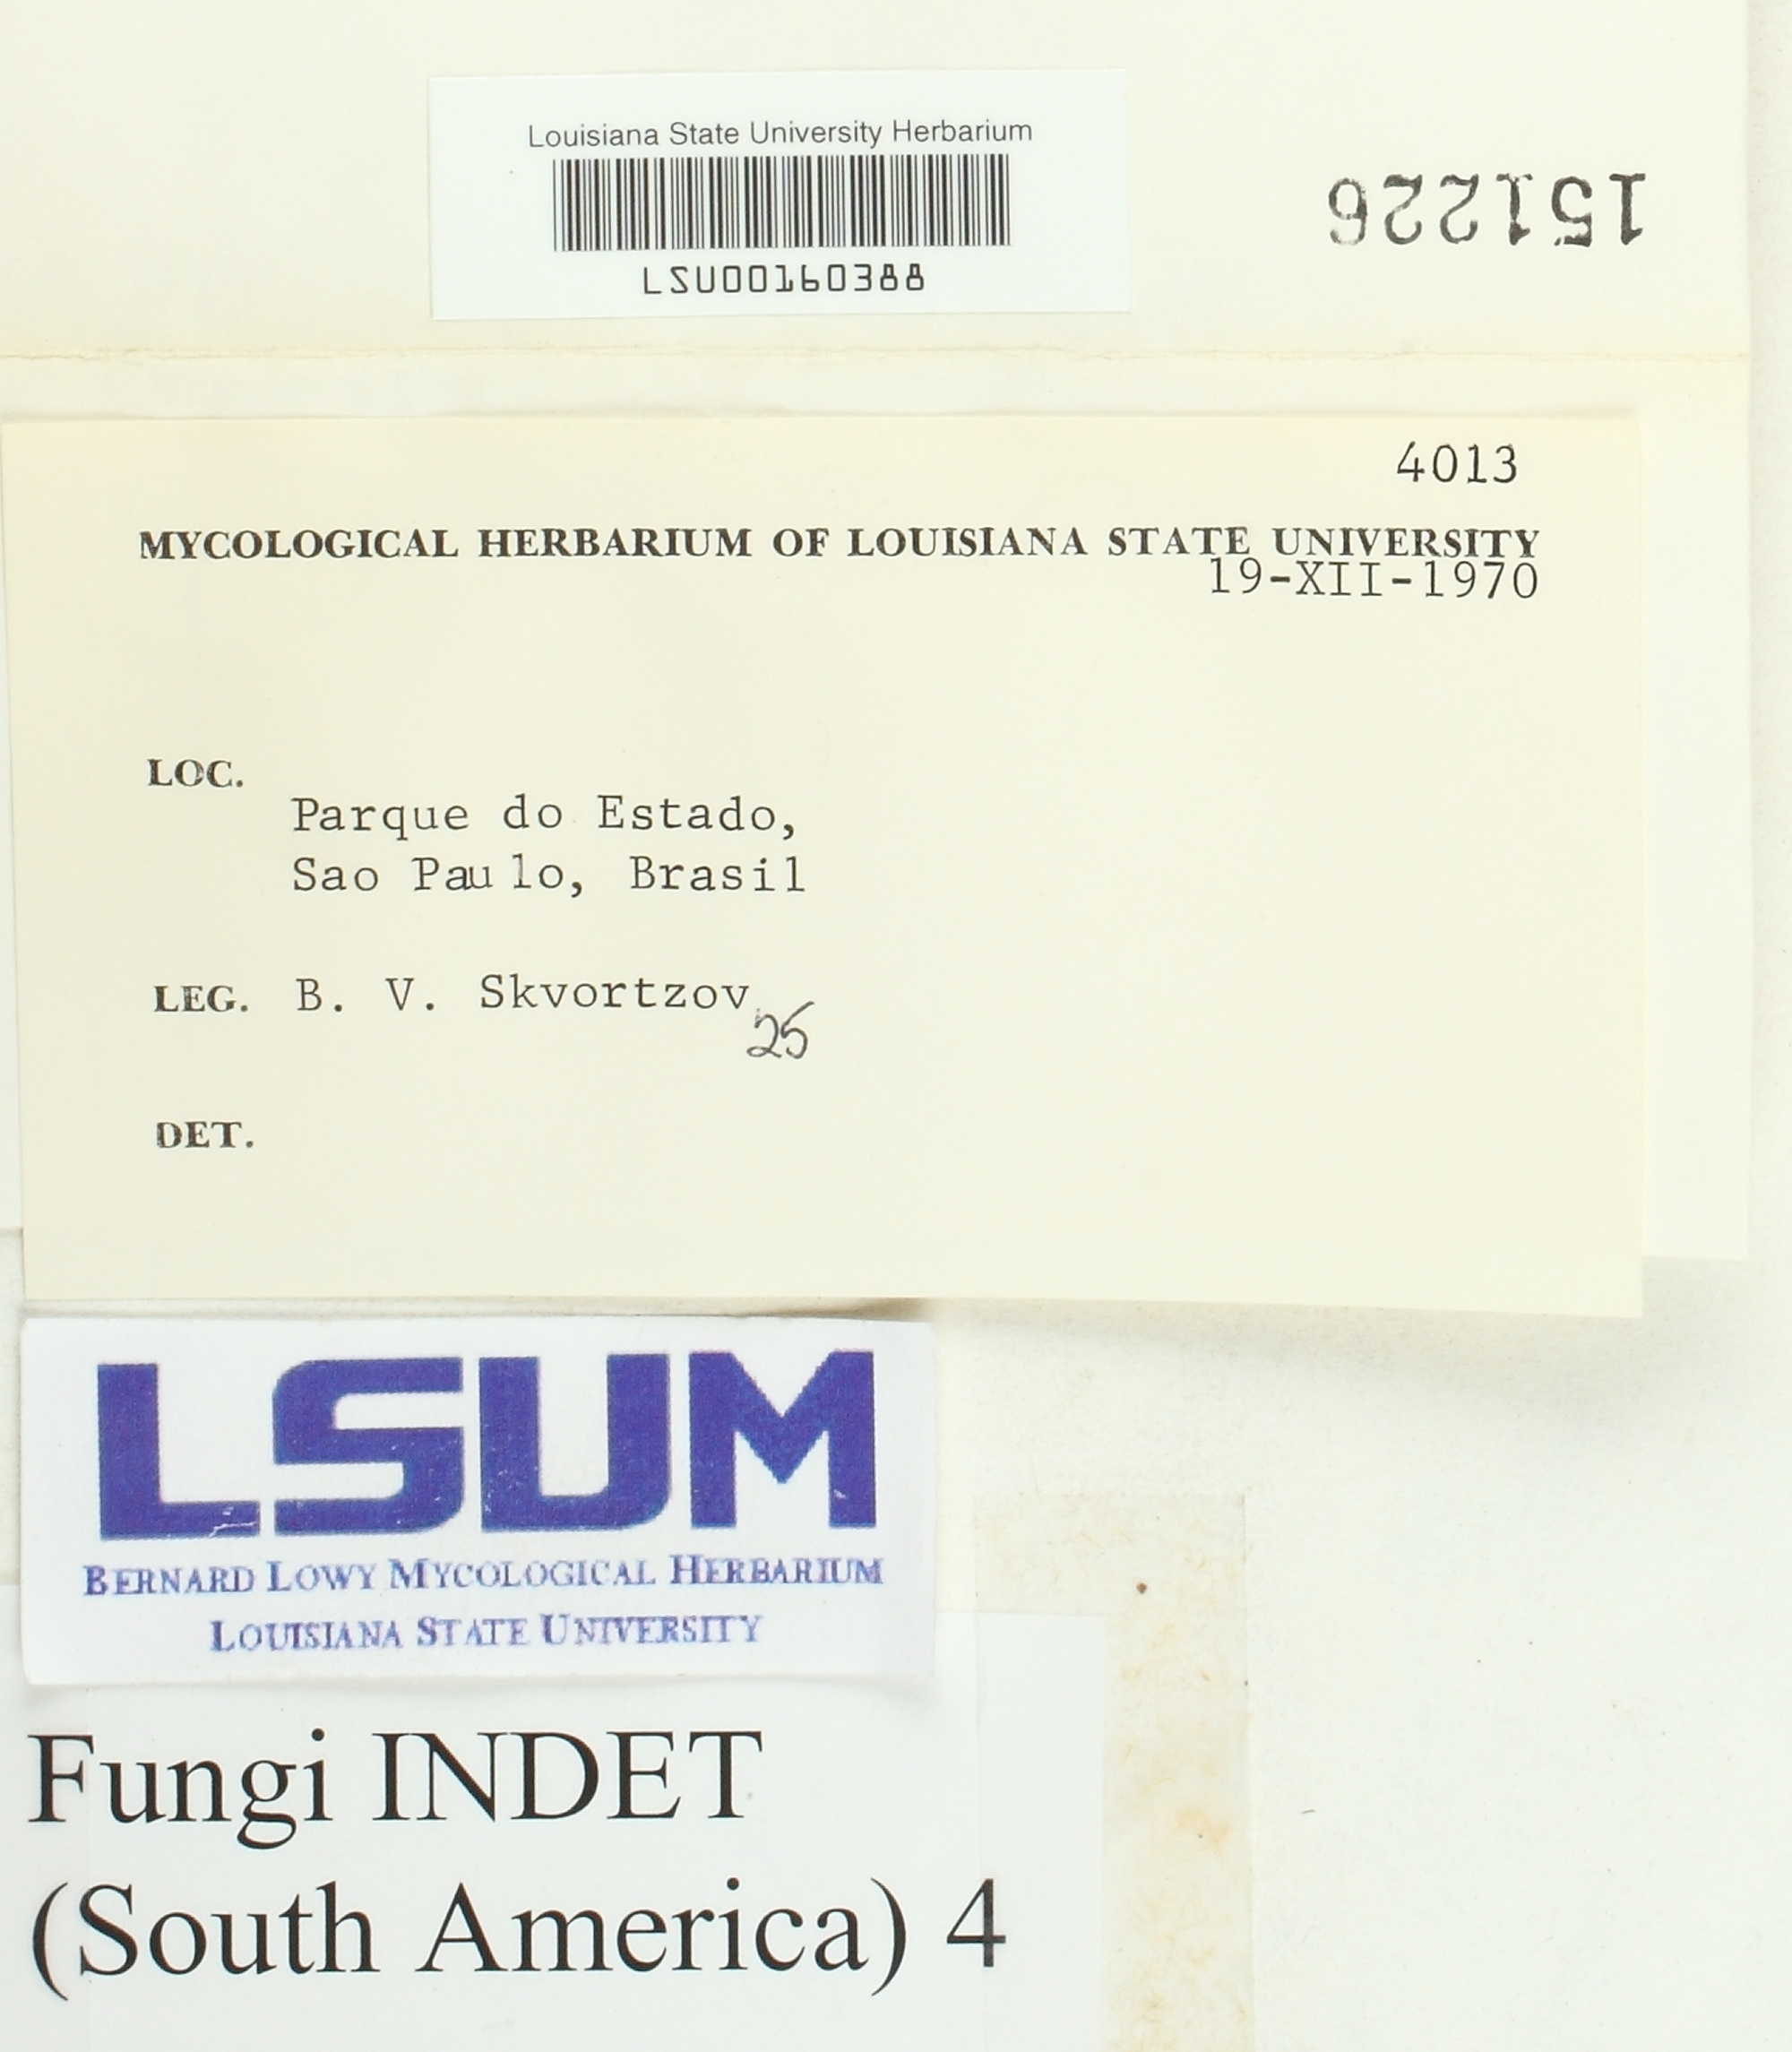 Louisiana State University Herbarium
LSU00160388
151226
4013
MYCOLOGICAL HERBARIUM OF LOUISIANA STATE UNIVERSITY
19-XII-1970
LOC.
Parque do Estado,
Sao Paulo, Brasil
LEG. B. V. Skvortzov
25
DET.
LSUM
BERNARD LOWY MYCOLOGICAL HERBARIUM
LOUISIANA STATE UNIVERSITY
Fungi INDET
(South America) 4